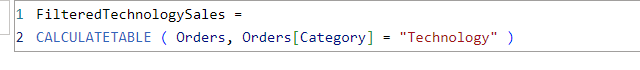 1 FilteredTechnologySales =
2 CALCULATETABLE ( Orders, Orders[Category] = "Technology" )